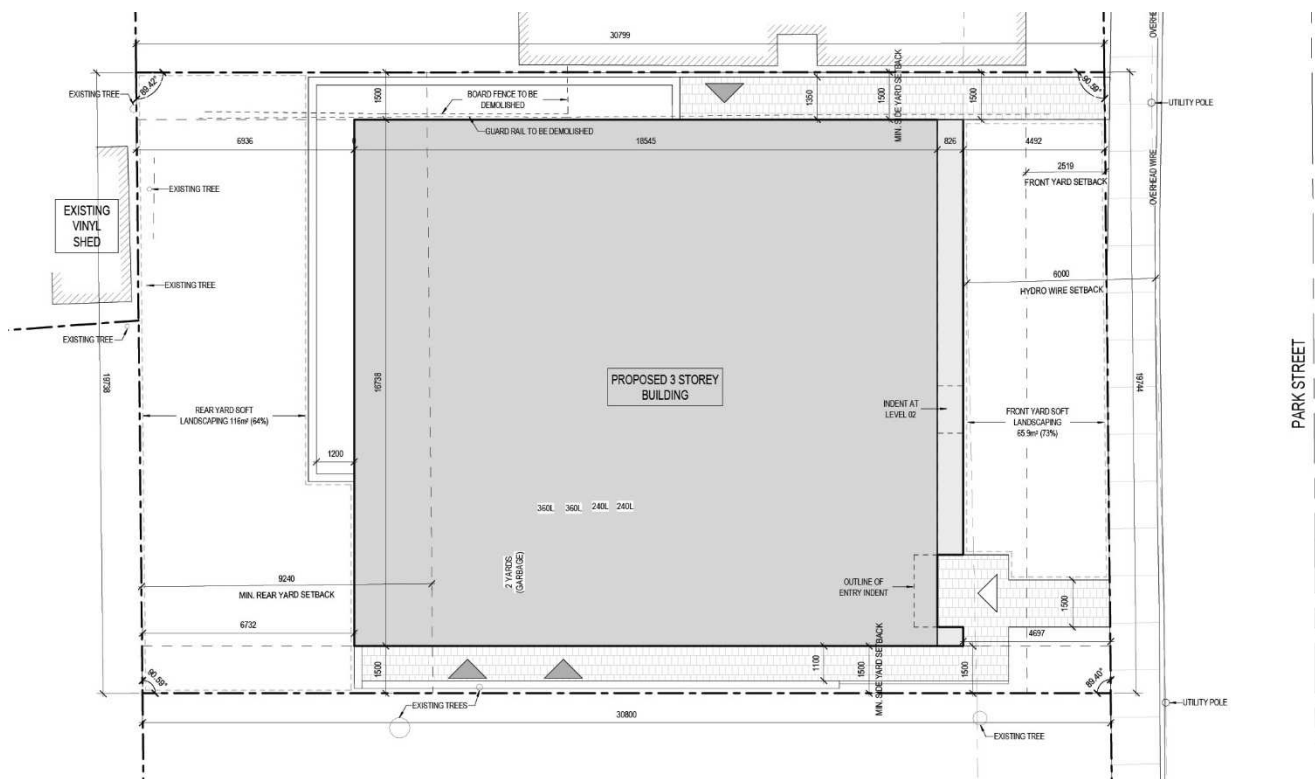 30799
OVERHEAD WIRE
89.42°
90.59°
EXISTING TREE
1500
BOARD FENCE TO BE
DEMOLISHED
1350
1500
MIN. SIDE YARD SETBACK
1500
UTILITY POLE
GUARD RAIL TO BE DEMOLISHED
6936
18545
826
4492
2519
FRONT YARD SETBACK
OVERHEAD WIRE
EXISTING TREE
EXISTING
VINYL
SHED
6000
HYDRO WIRE SETBACK
EXISTING TREE
EXISTING TREE
19738
16738
PROPOSED 3 STOREY
BUILDING
19744
PARK STREET
REAR YARD SOFT
LANDSCAPING 116m² (64%)
INDENT AT
LEVEL 02
FRONT YARD SOFT
LANDSCAPING
65.9m² (73%)
1200
360L 360L 240L 240L
2 YARDS
(GARBAGE)
9240
MIN. REAR YARD SETBACK
OUTLINE OF
ENTRY INDENT
1500
6732
4697
1500
1100
1500
MIN. SIDE YARD SETBACK
1500
90.59°
89.40°
EXISTING TREES
30800
EXISTING TREE
UTILITY POLE